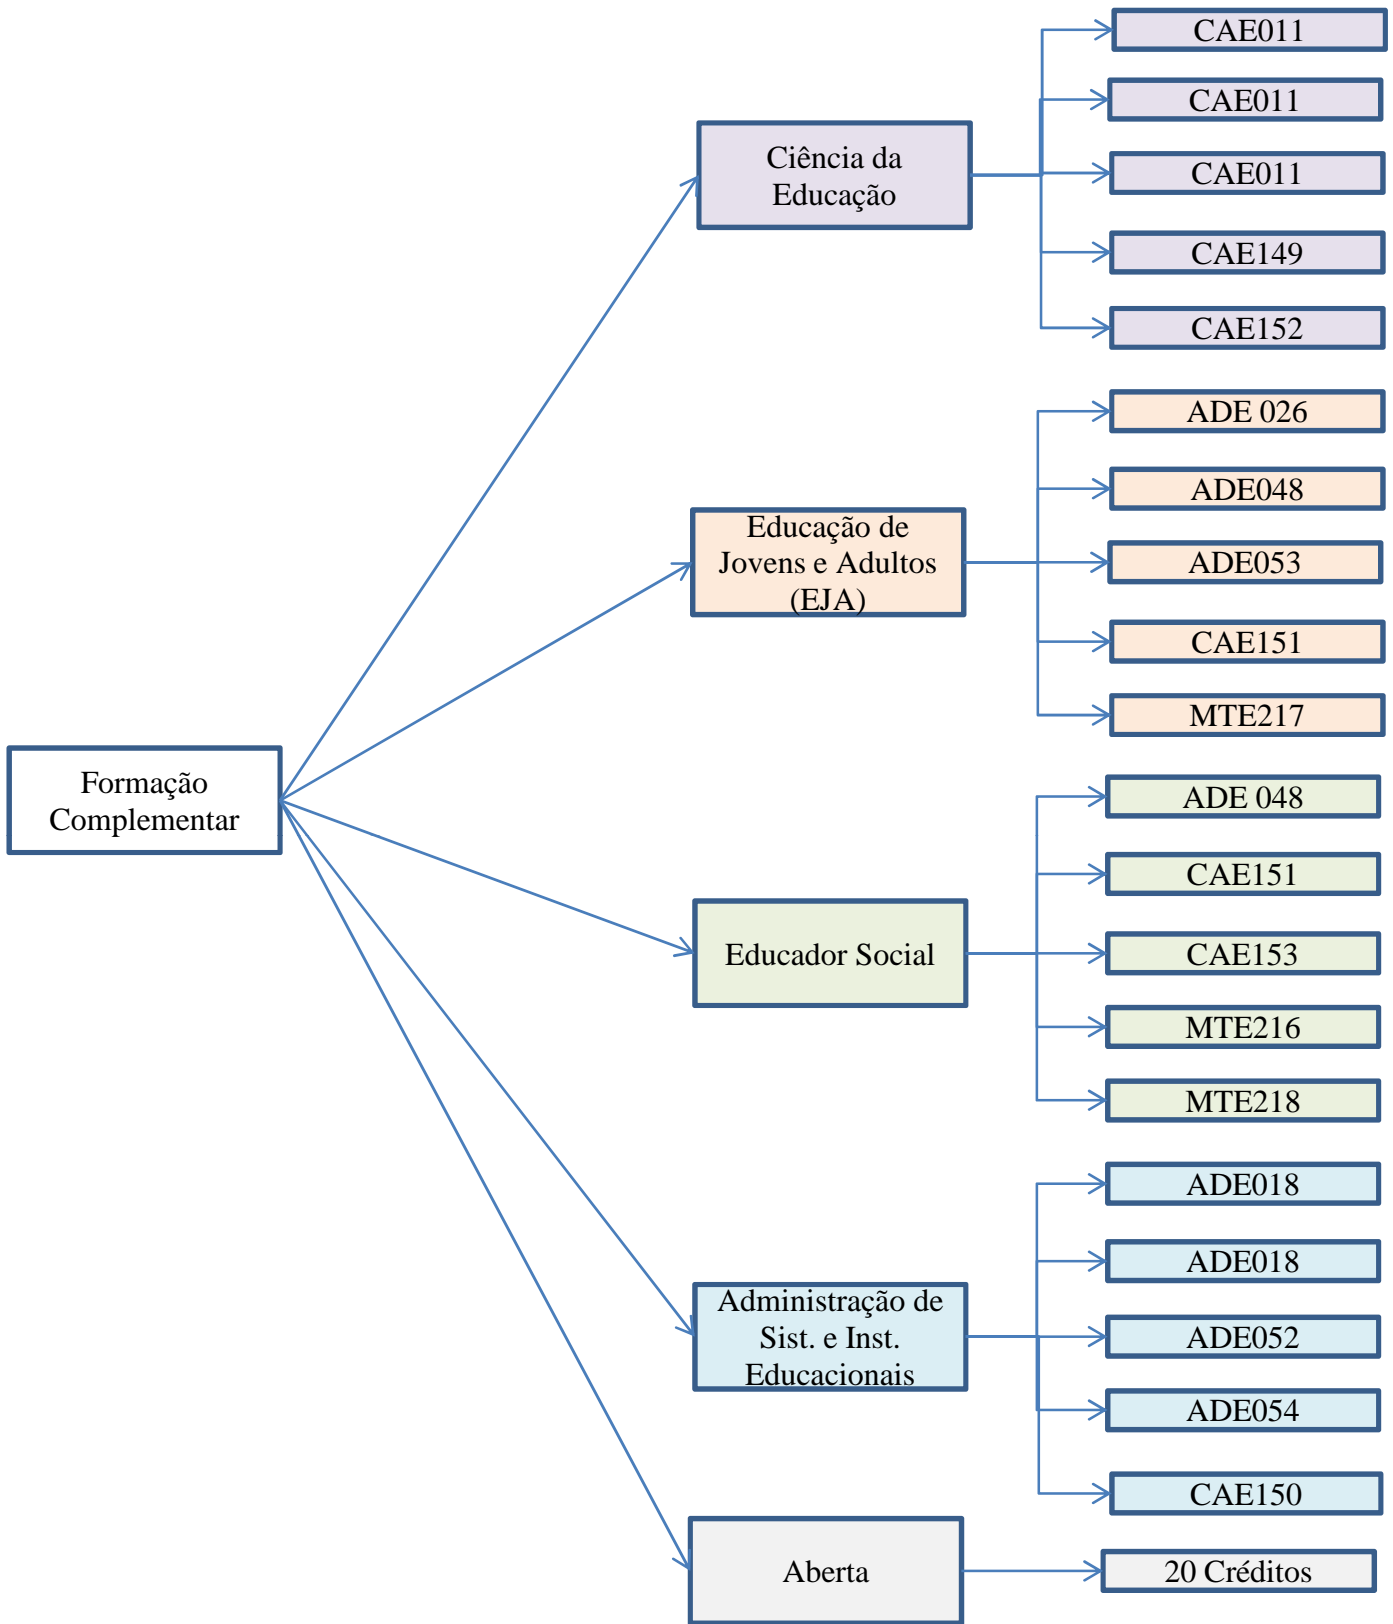 Formação
Complementar
Ciência da
Educação
CAE011
CAE011
CAE011
CAE149
CAE152
Educação de
Jovens e Adultos
(EJA)
ADE 026
ADE048
ADE053
CAE151
MTE217
Educador Social
ADE 048
CAE151
CAE153
MTE216
MTE218
Administração de
Sist. e Inst.
Educacionais
ADE018
ADE018
ADE052
ADE054
CAE150
Aberta
20 Créditos